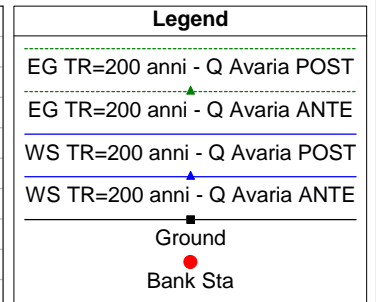 Legend
EG TR=200 anni - Q Avaria POST
EG TR=200 anni - Q Avaria ANTE
WS TR=200 anni - Q Avaria POST
WS TR=200 anni - Q Avaria ANTE
Ground
Bank Sta